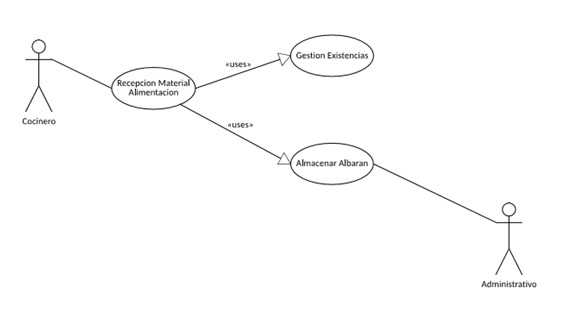 «uses»
Gestion Existencias
Recepcion Material
Alimentacion
Cocinero
«uses»
Almacenar Albaran
Administrativo